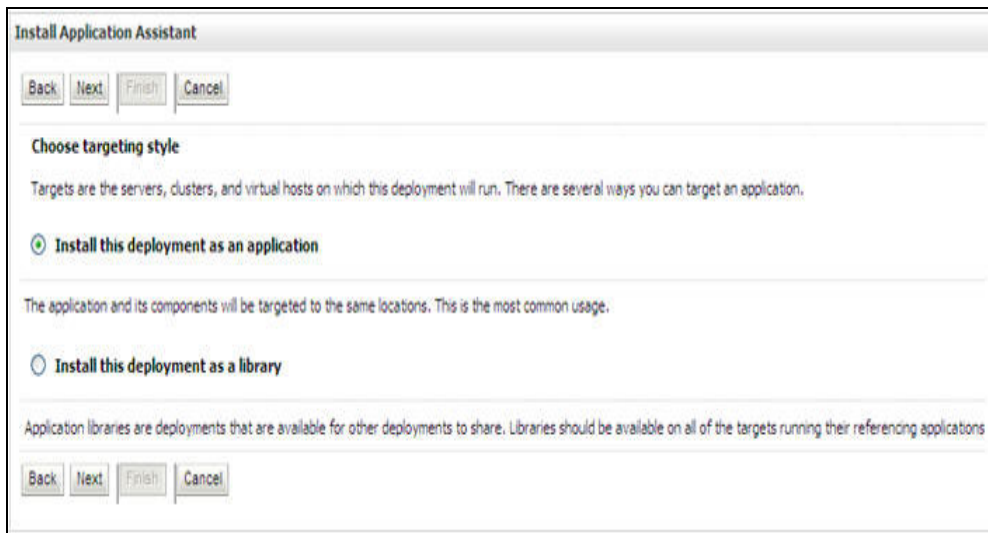 Install Application Assistant
Back Next Finish Cancel
Choose targeting style
Targets are the servers, clusters, and virtual hosts on which this deployment will run. There are several ways you can target an application.
Install this deployment as an application
The application and its components will be targeted to the same locations. This is the most common usage.
Install this deployment as a library
Application libraries are deployments that are available for other deployments to share. Libraries should be available on all of the targets running their referencing applications
Back Next Finish Cancel